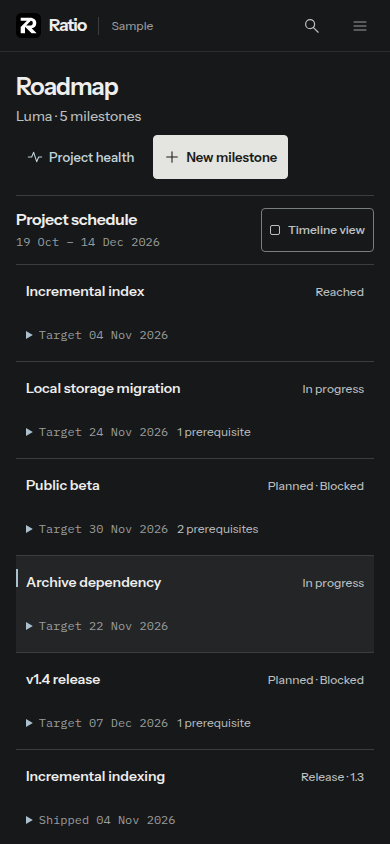 Ratio
Sample
Roadmap
Luma · 5 milestones
Project health
New milestone
Project schedule
19 Oct – 14 Dec 2026
Timeline view
Incremental index
Reached
Target 04 Nov 2026
Local storage migration
In progress
Target 24 Nov 2026 1 prerequisite
Public beta
Planned · Blocked
Target 30 Nov 2026 2 prerequisites
Archive dependency
In progress
Target 22 Nov 2026
v1.4 release
Planned · Blocked
Target 07 Dec 2026 1 prerequisite
Incremental indexing
Release · 1.3
Shipped 04 Nov 2026